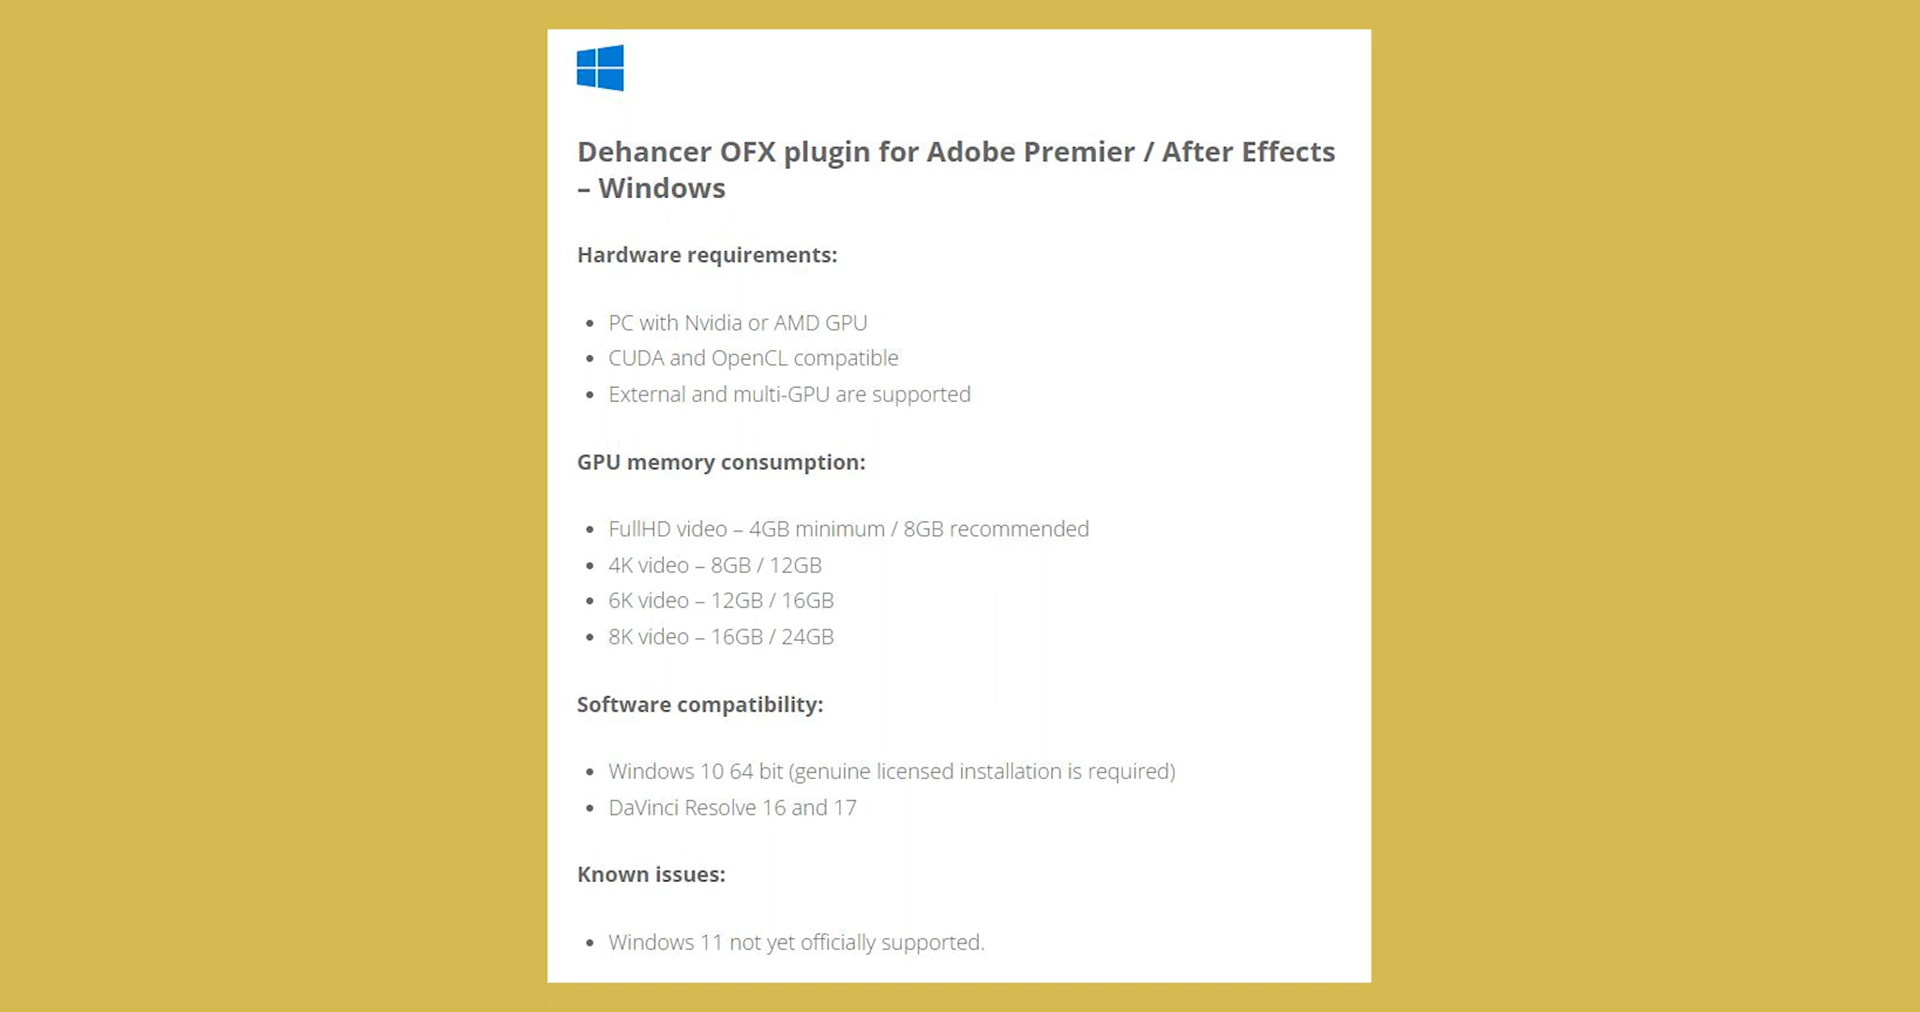 Dehancer OFX plugin for Adobe Premier / After Effects
– Windows
Hardware requirements:
• PC with Nvidia or AMD GPU
• CUDA and OpenCL compatible
• External and multi-GPU are supported
GPU memory consumption:
• FullHD video – 4GB minimum / 8GB recommended
• 4K video – 8GB / 12GB
• 6K video – 12GB / 16GB
• 8K video – 16GB / 24GB
Software compatibility:
• Windows 10 64 bit (genuine licensed installation is required)
• DaVinci Resolve 16 and 17
Known issues:
• Windows 11 not yet officially supported.